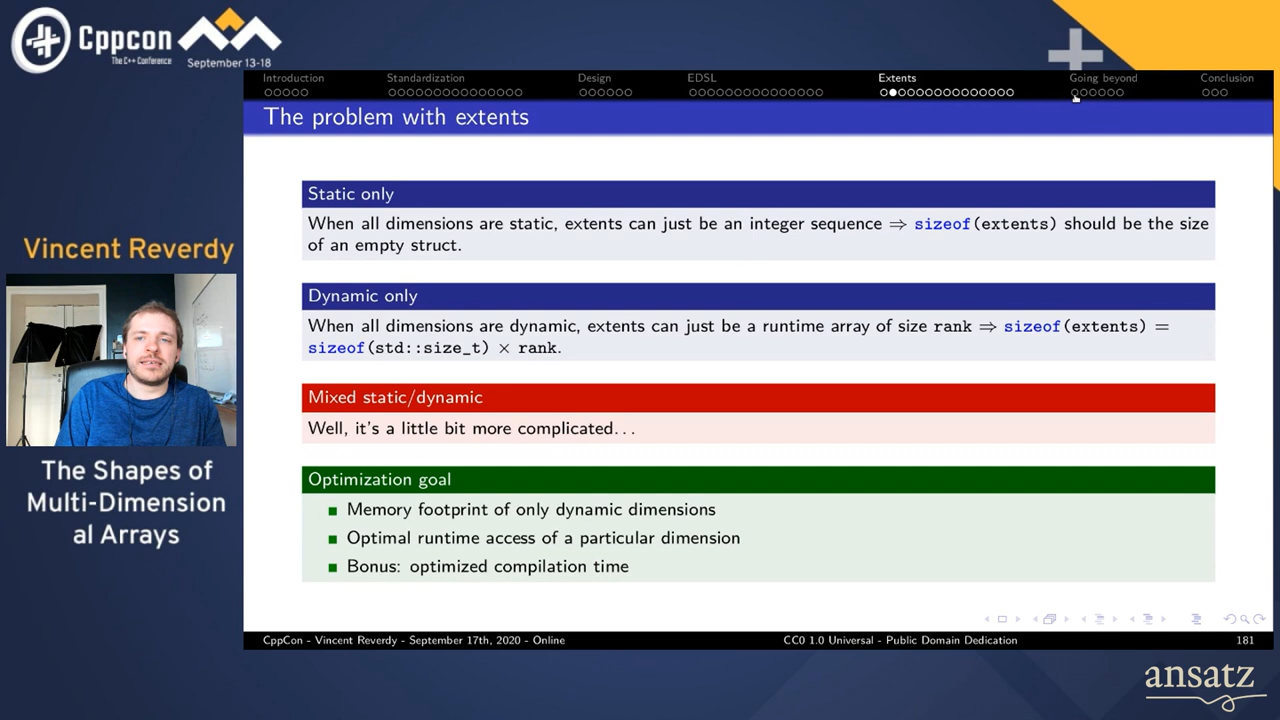 Cppcon
The C++ Conference
September 13-18
Introduction Standardization Design EDSL Extents Going beyond Conclusion
The problem with extents
Static only
When all dimensions are static, extents can just be an integer sequence ⇒ sizeof(extents) should be the size
of an empty struct.
Dynamic only
When all dimensions are dynamic, extents can just be a runtime array of size rank ⇒ sizeof(extents) =
sizeof(std::size_t) × rank.
Mixed static/dynamic
Well, it's a little bit more complicated...
Optimization goal
Memory footprint of only dynamic dimensions
Optimal runtime access of a particular dimension
Bonus: optimized compilation time
CppCon - Vincent Reverdy - September 17th, 2020 - Online CC0 1.0 Universal - Public Domain Dedication 181
Vincent Reverdy
The Shapes of
Multi-Dimension
al Arrays
ansatz